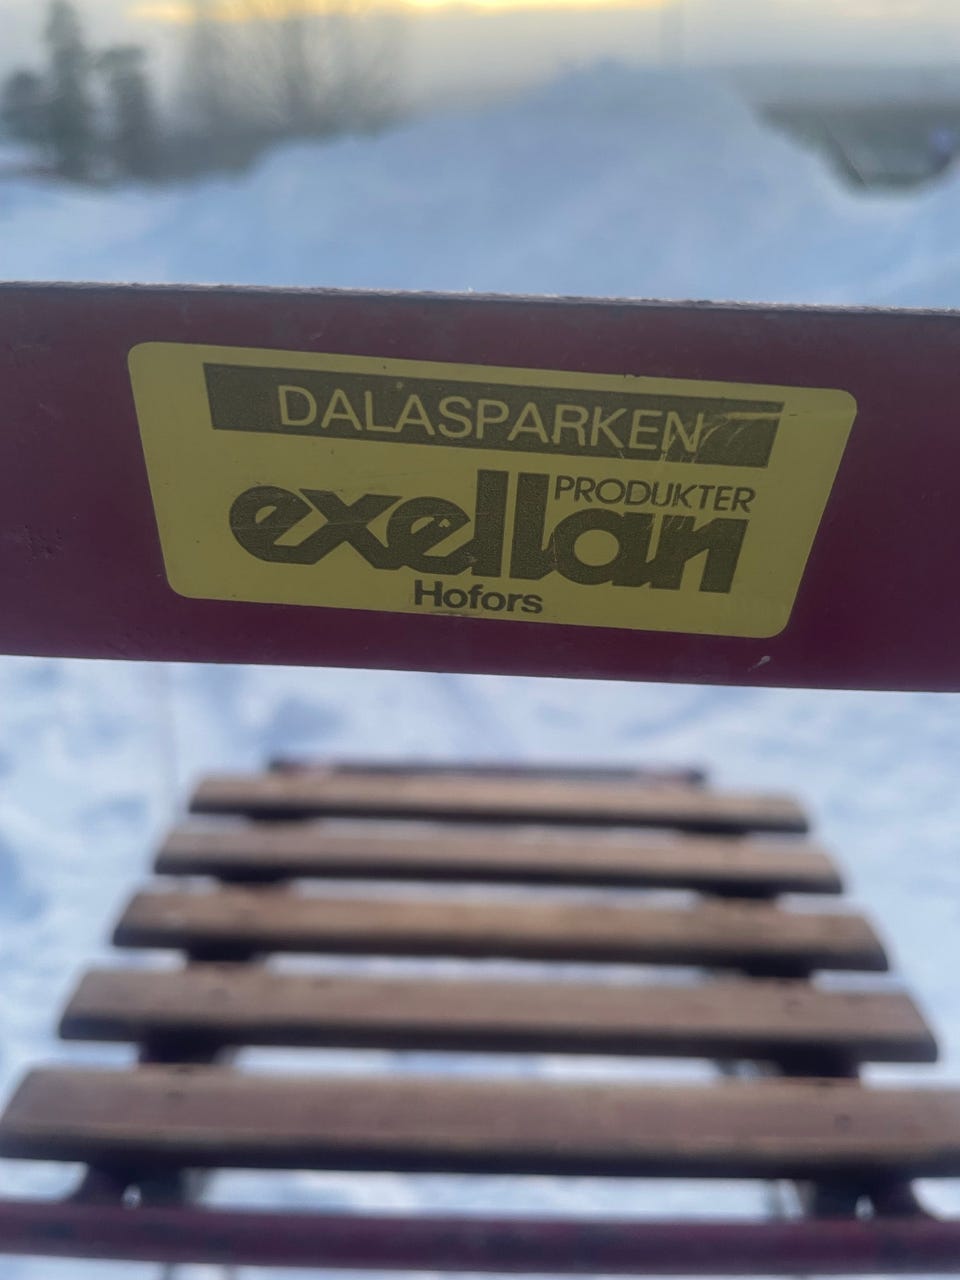 DALASPARKEN
PRODUKTER
exellan
Hofors